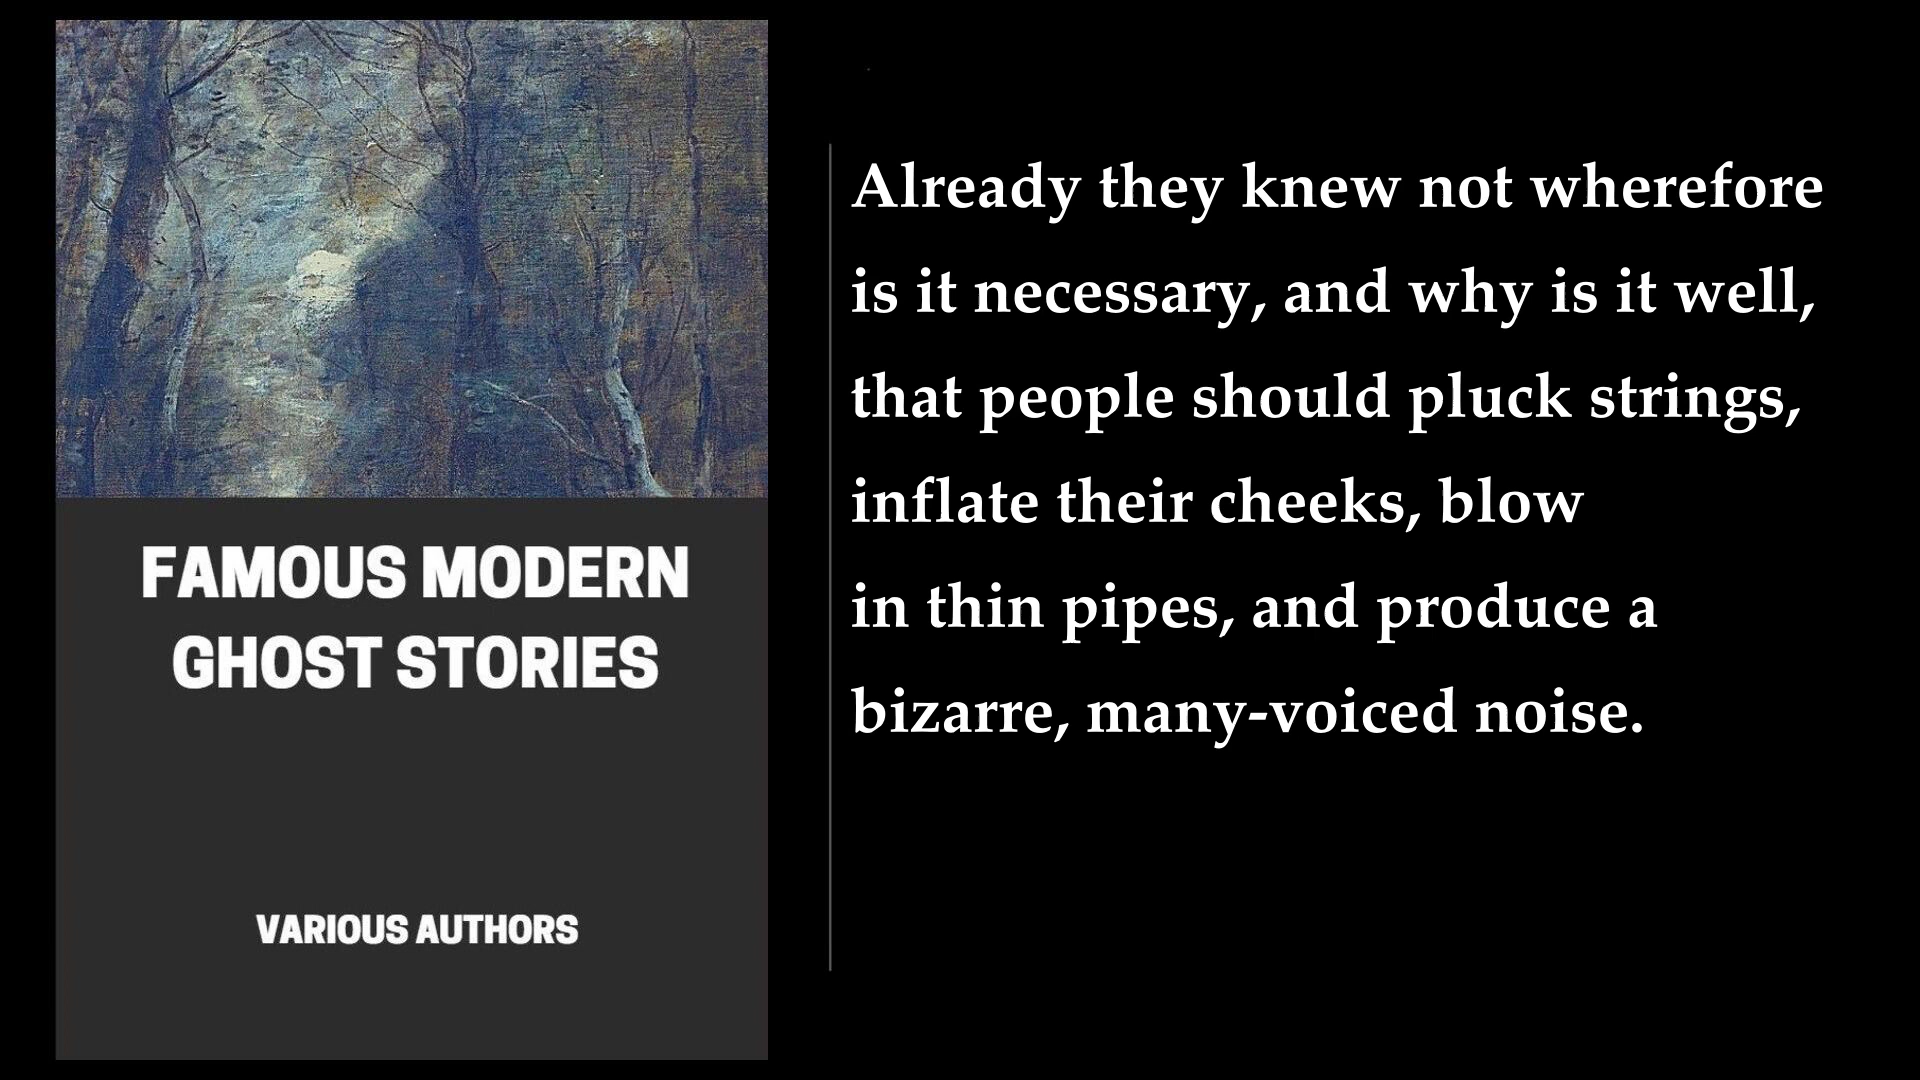 FAMOUS MODERN
GHOST STORIES
VARIOUS AUTHORS
Already they knew not wherefore
is it necessary, and why is it well,
that people should pluck strings,
inflate their cheeks, blow
in thin pipes, and produce a
bizarre, many-voiced noise.